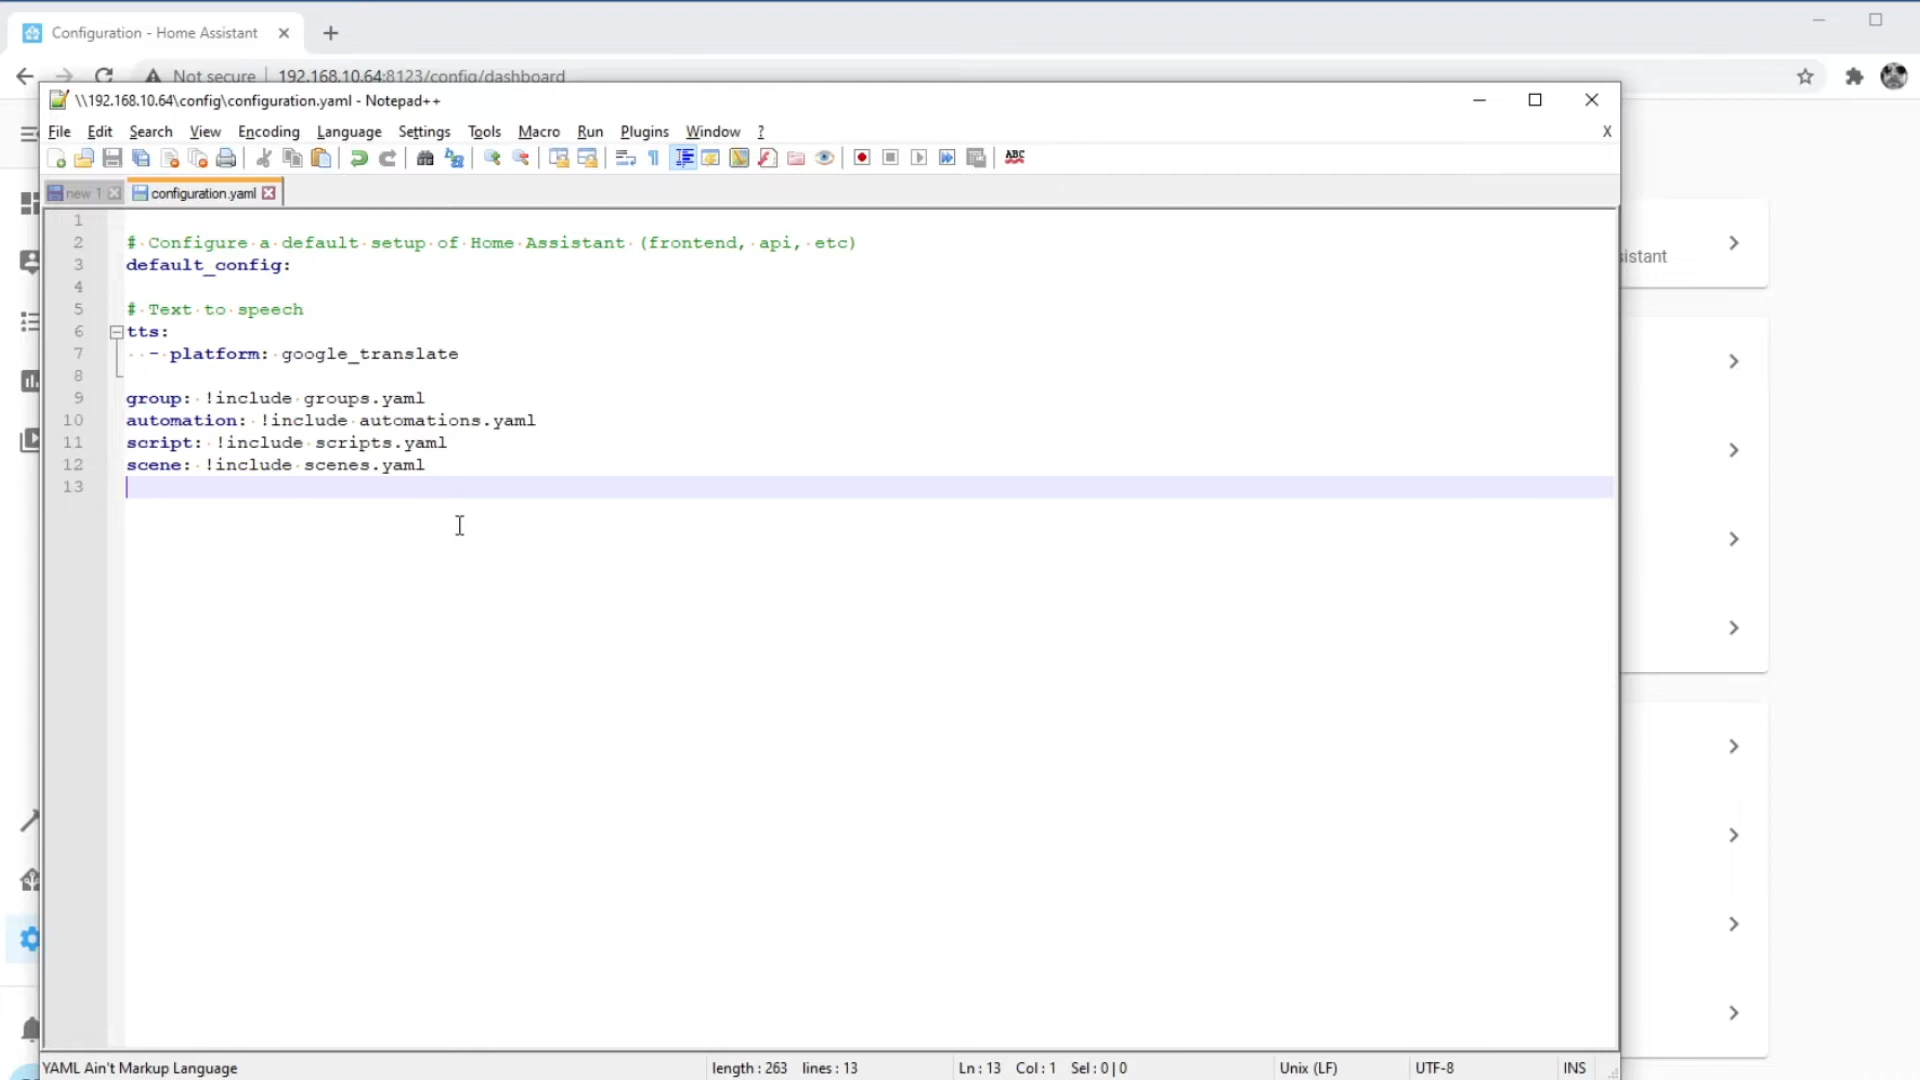 Configuration - Home Assistant
Not secure | 192.168.10.64:8123/config/dashboard
\\192.168.10.64\config\configuration.yaml - Notepad++
File Edit Search View Encoding Language Settings Tools Macro Run Plugins Window ? X
ABC
new 1 configuration.yaml
1
2 # Configure a default setup of Home Assistant (frontend, api, etc)
3 default_config:
4
5 # Text to speech
6 tts:
7 - platform: google_translate
8
9 group: !include groups.yaml
10 automation: !include automations.yaml
11 script: !include scripts.yaml
12 scene: !include scenes.yaml
13
istant
YAML Ain't Markup Language length : 263 lines : 13 Ln : 13 Col : 1 Sel : 0 | 0 Unix (LF) UTF-8 INS